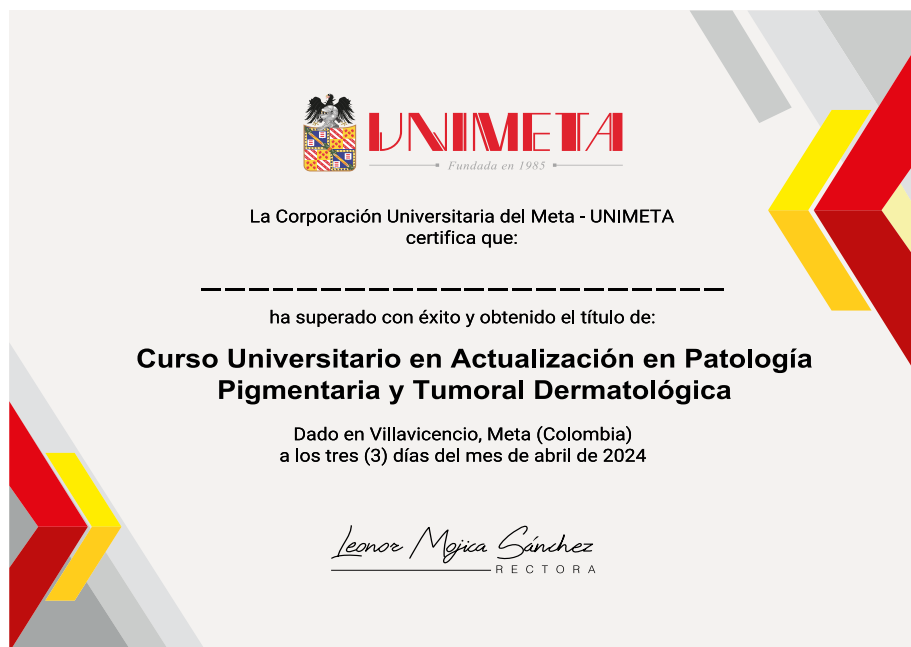 UNIMETA
Fundada en 1985
La Corporación Universitaria del Meta - UNIMETA
certifica que:
ha superado con éxito y obtenido el título de:
Curso Universitario en Actualización en Patología
Pigmentaria y Tumoral Dermatológica
Dado en Villavicencio, Meta (Colombia)
a los tres (3) días del mes de abril de 2024
Leonor Mojica Sánchez
RECTORA